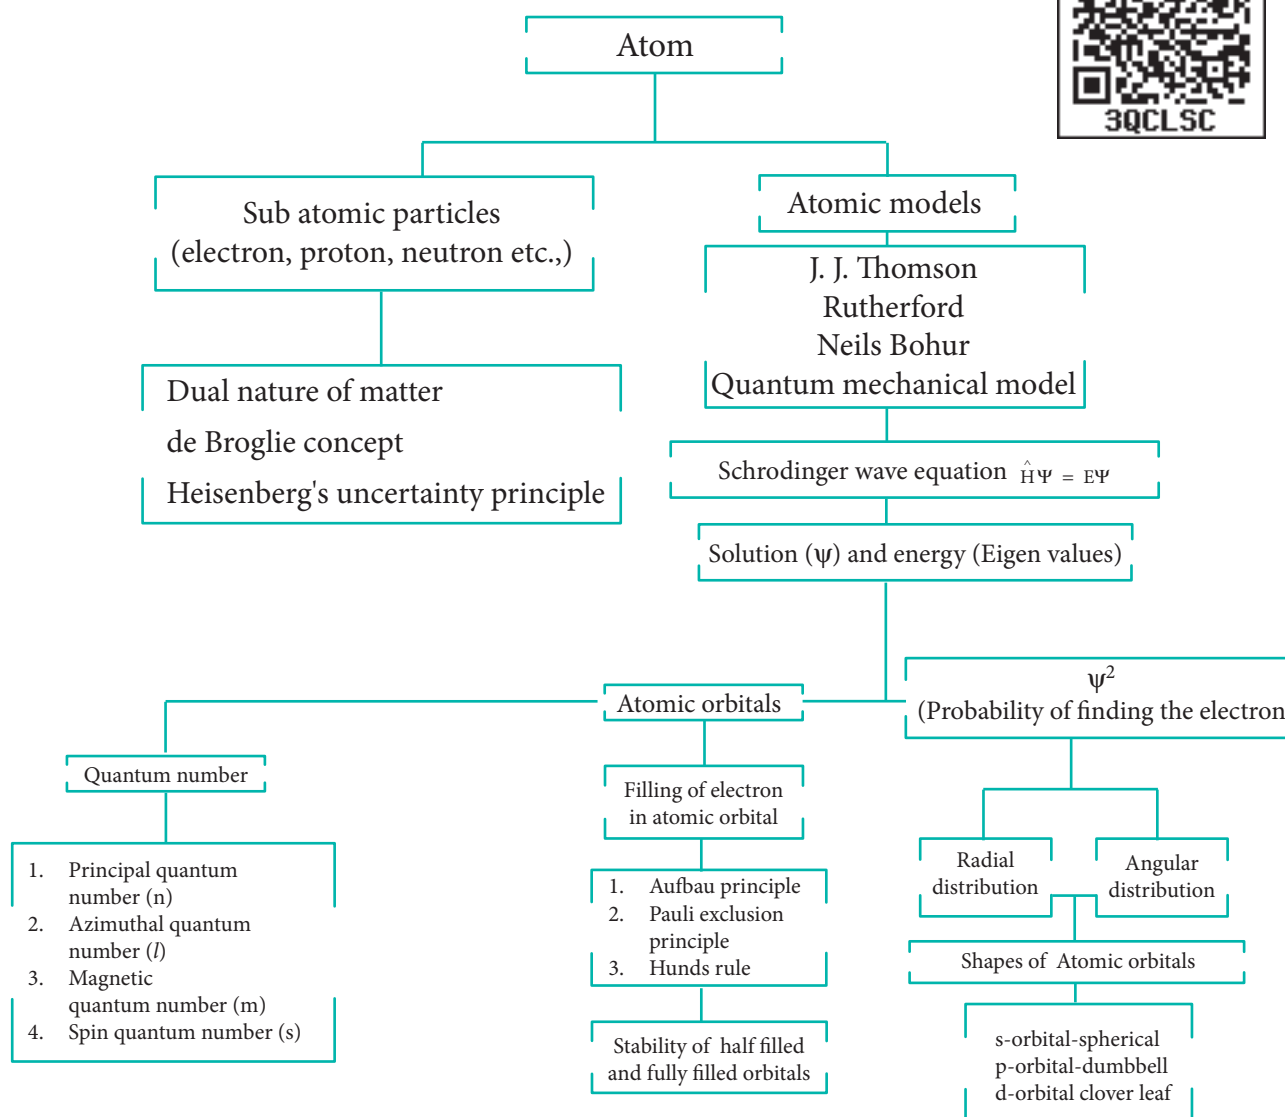 Atom
3QCLSC
Sub atomic particles
(electron, proton, neutron etc.,)
Atomic models
J. J. Thomson
Rutherford
Neils Bohur
Quantum mechanical model
Dual nature of matter
de Broglie concept
Heisenberg's uncertainty principle
Schrodinger wave equation ĤΨ = EΨ
Solution (ψ) and energy (Eigen values)
Atomic orbitals
ψ²
(Probability of finding the electron
Quantum number
1. Principal quantum
number (n)
2. Azimuthal quantum
number (l)
3. Magnetic
quantum number (m)
4. Spin quantum number (s)
Filling of electron
in atomic orbital
1. Aufbau principle
2. Pauli exclusion
principle
3. Hunds rule
Stability of half filled
and fully filled orbitals
Radial
distribution
Angular
distribution
Shapes of Atomic orbitals
s-orbital-spherical
p-orbital-dumbbell
d-orbital clover leaf